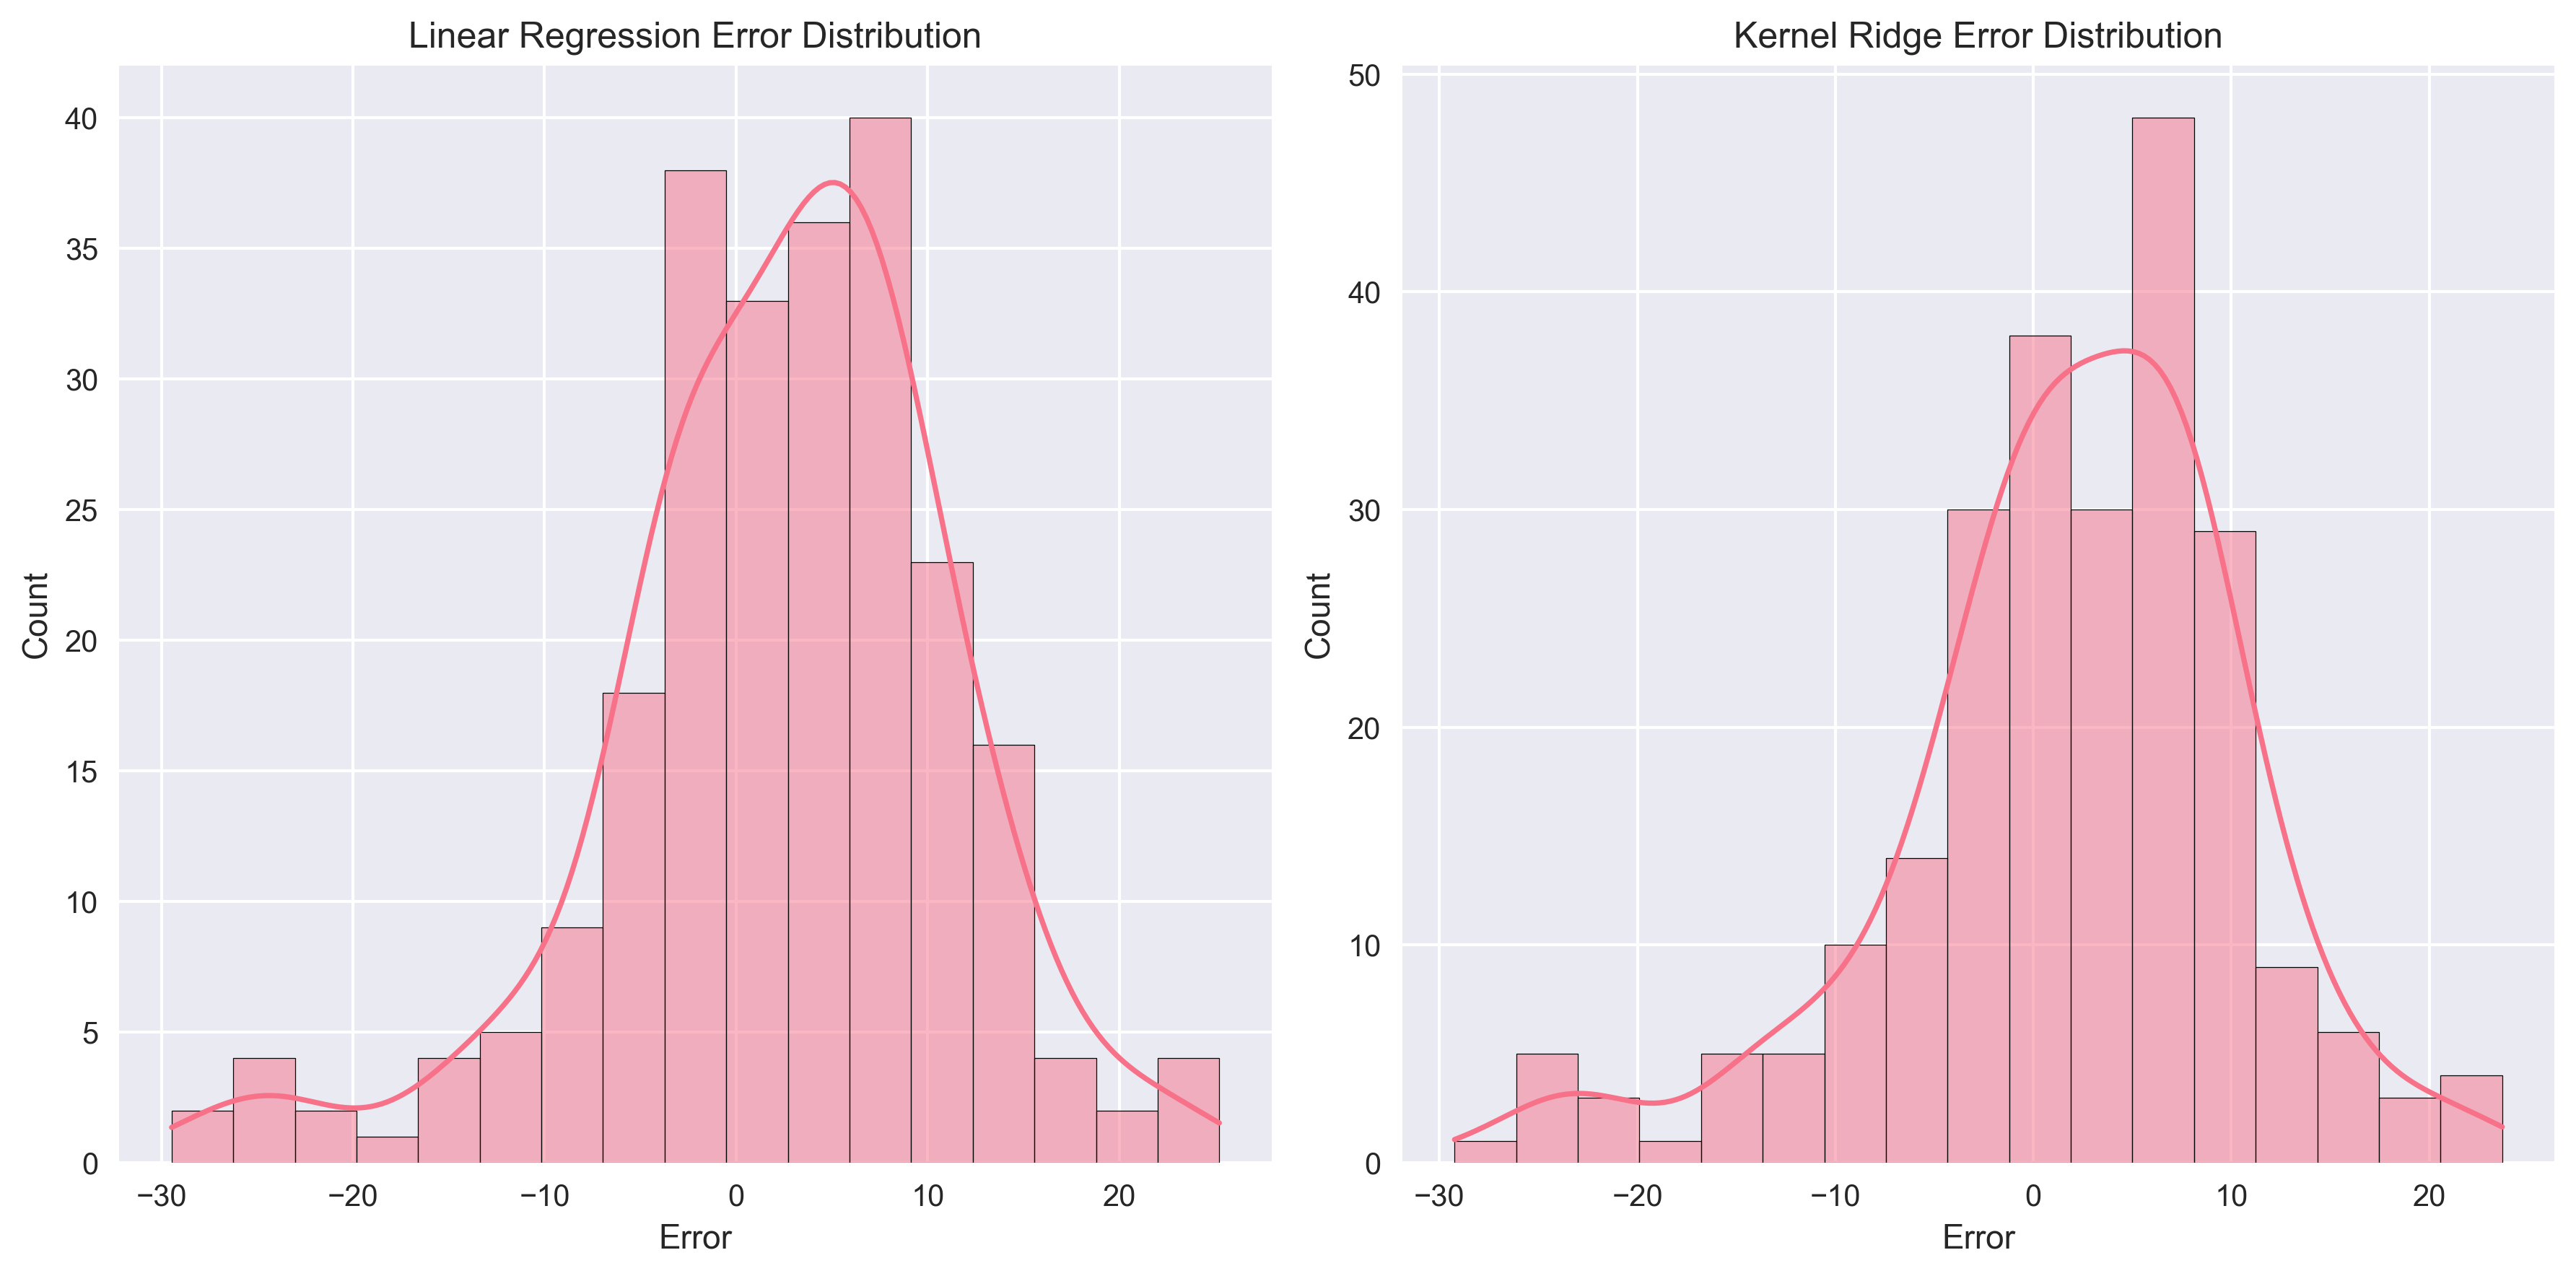 Linear Regression Error Distribution
40
35
30
25
20
15
10
5
0
Count
−30 −20 −10 0 10 20
Error
Kernel Ridge Error Distribution
50
40
30
20
10
0
Count
−30 −20 −10 0 10 20
Error